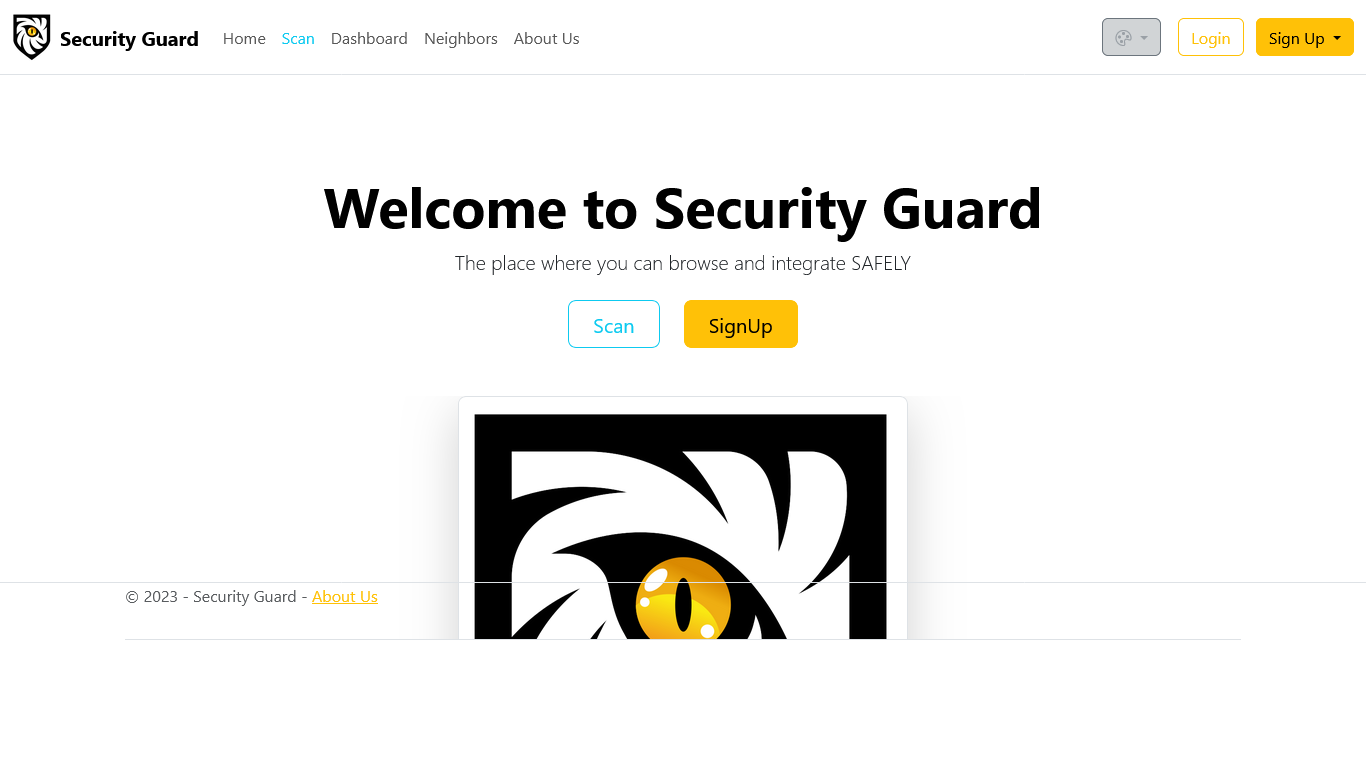 Security Guard Home Scan Dashboard Neighbors About Us Login Sign Up
Welcome to Security Guard
The place where you can browse and integrate SAFELY
Scan SignUp
© 2023 - Security Guard - About Us